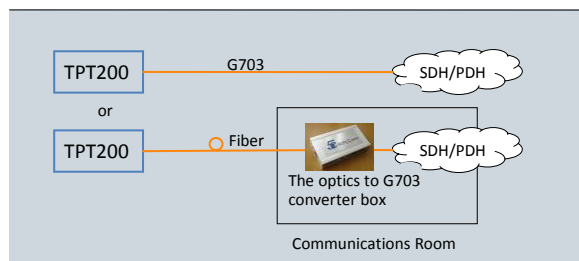 TPT200
G703
SDH/PDH
or
TPT200
Fiber
SDH/PDH
The optics to G703
converter box
Communications Room